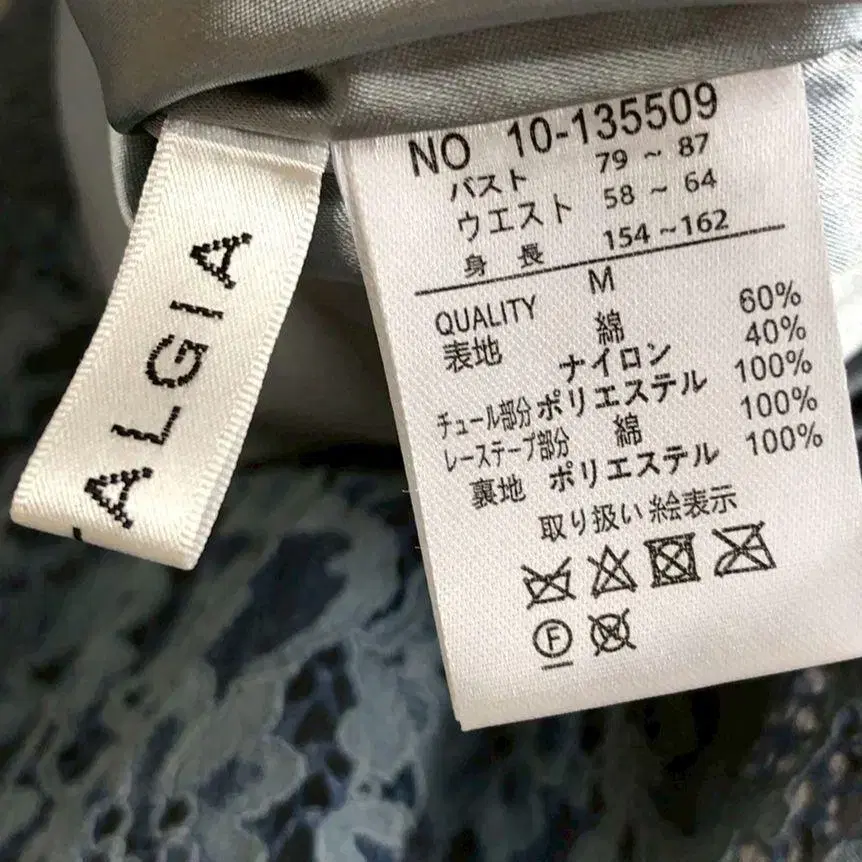 ALGIA
NO 10-135509
バスト 79～87
ウエスト 58～64
身長 154～162
M
QUALITY
表地 綿 60%
ナイロン 40%
チュール部分 ポリエステル 100%
レーステープ部分 綿 100%
裏地 ポリエステル 100%
取り扱い絵表示
F